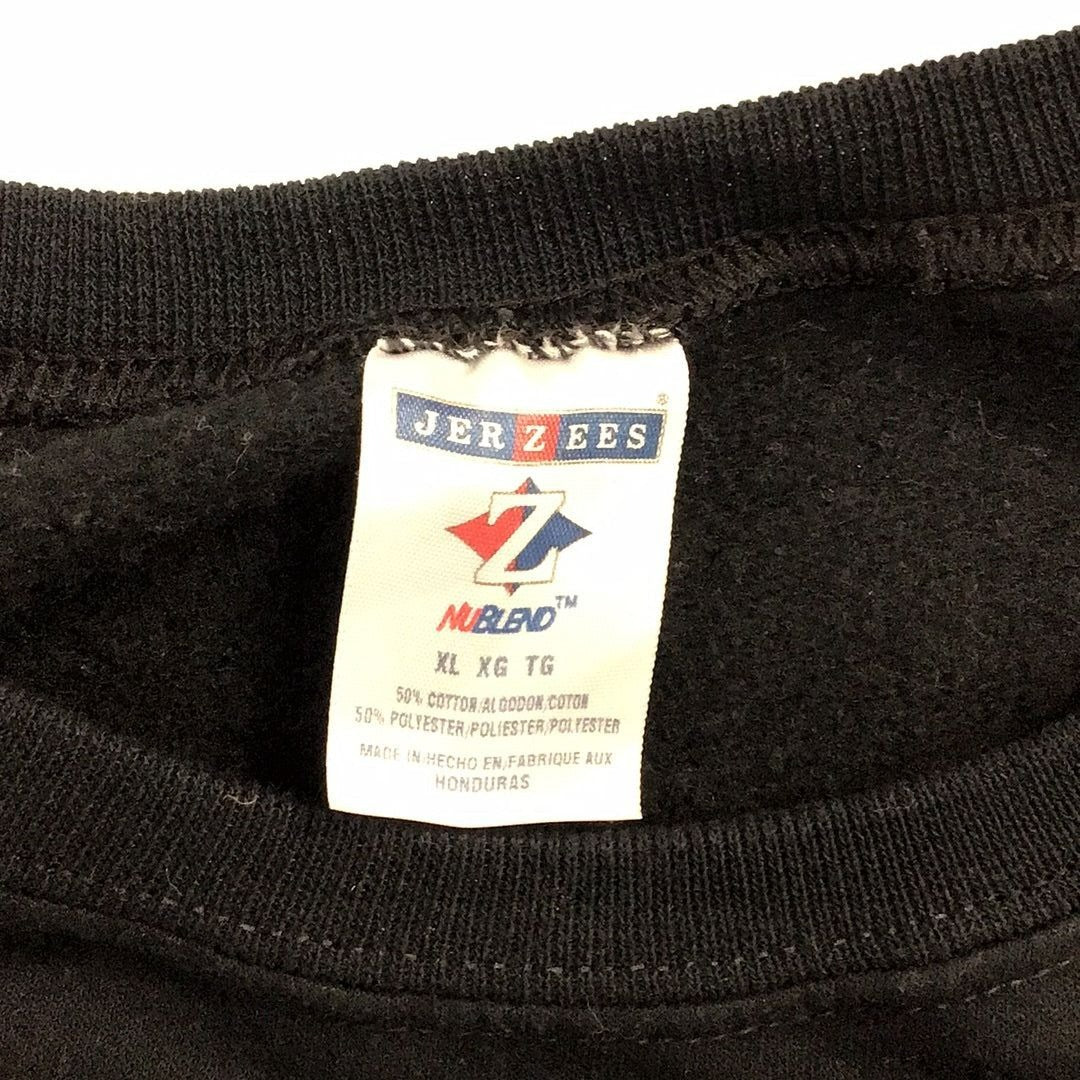 JERZEES®
Z
NUBLEND™
XL XG TG
50% COTTON/ALGODON/COTON
50% POLYESTER/POLIESTER/POLYESTER
MADE IN/HECHO EN/FABRIQUE AUX
HONDURAS